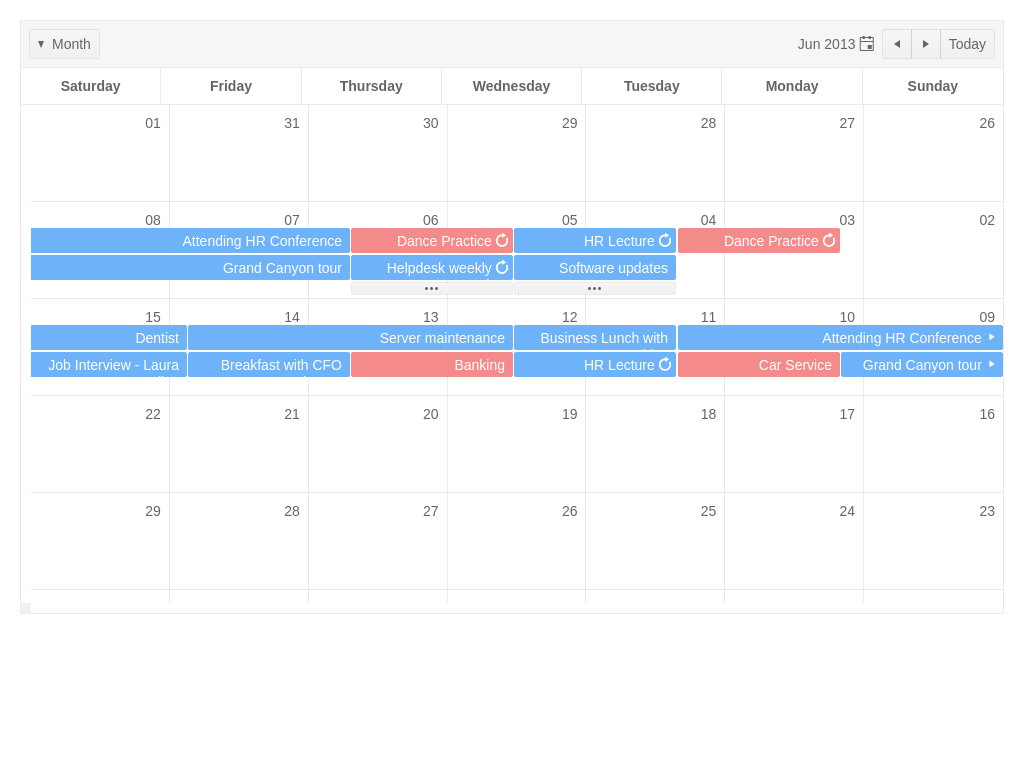 Month
Jun 2013
Today
Saturday Friday Thursday Wednesday Tuesday Monday Sunday
01 31 30 29 28 27 26
08 07 06 05 04 03 02
Attending HR Conference Dance Practice HR Lecture Dance Practice
Grand Canyon tour Helpdesk weekly Software updates
15 14 13 12 11 10 09
Dentist Server maintenance Business Lunch with Attending HR Conference
Job Interview - Laura Breakfast with CFO Banking HR Lecture Car Service Grand Canyon tour
22 21 20 19 18 17 16
29 28 27 26 25 24 23